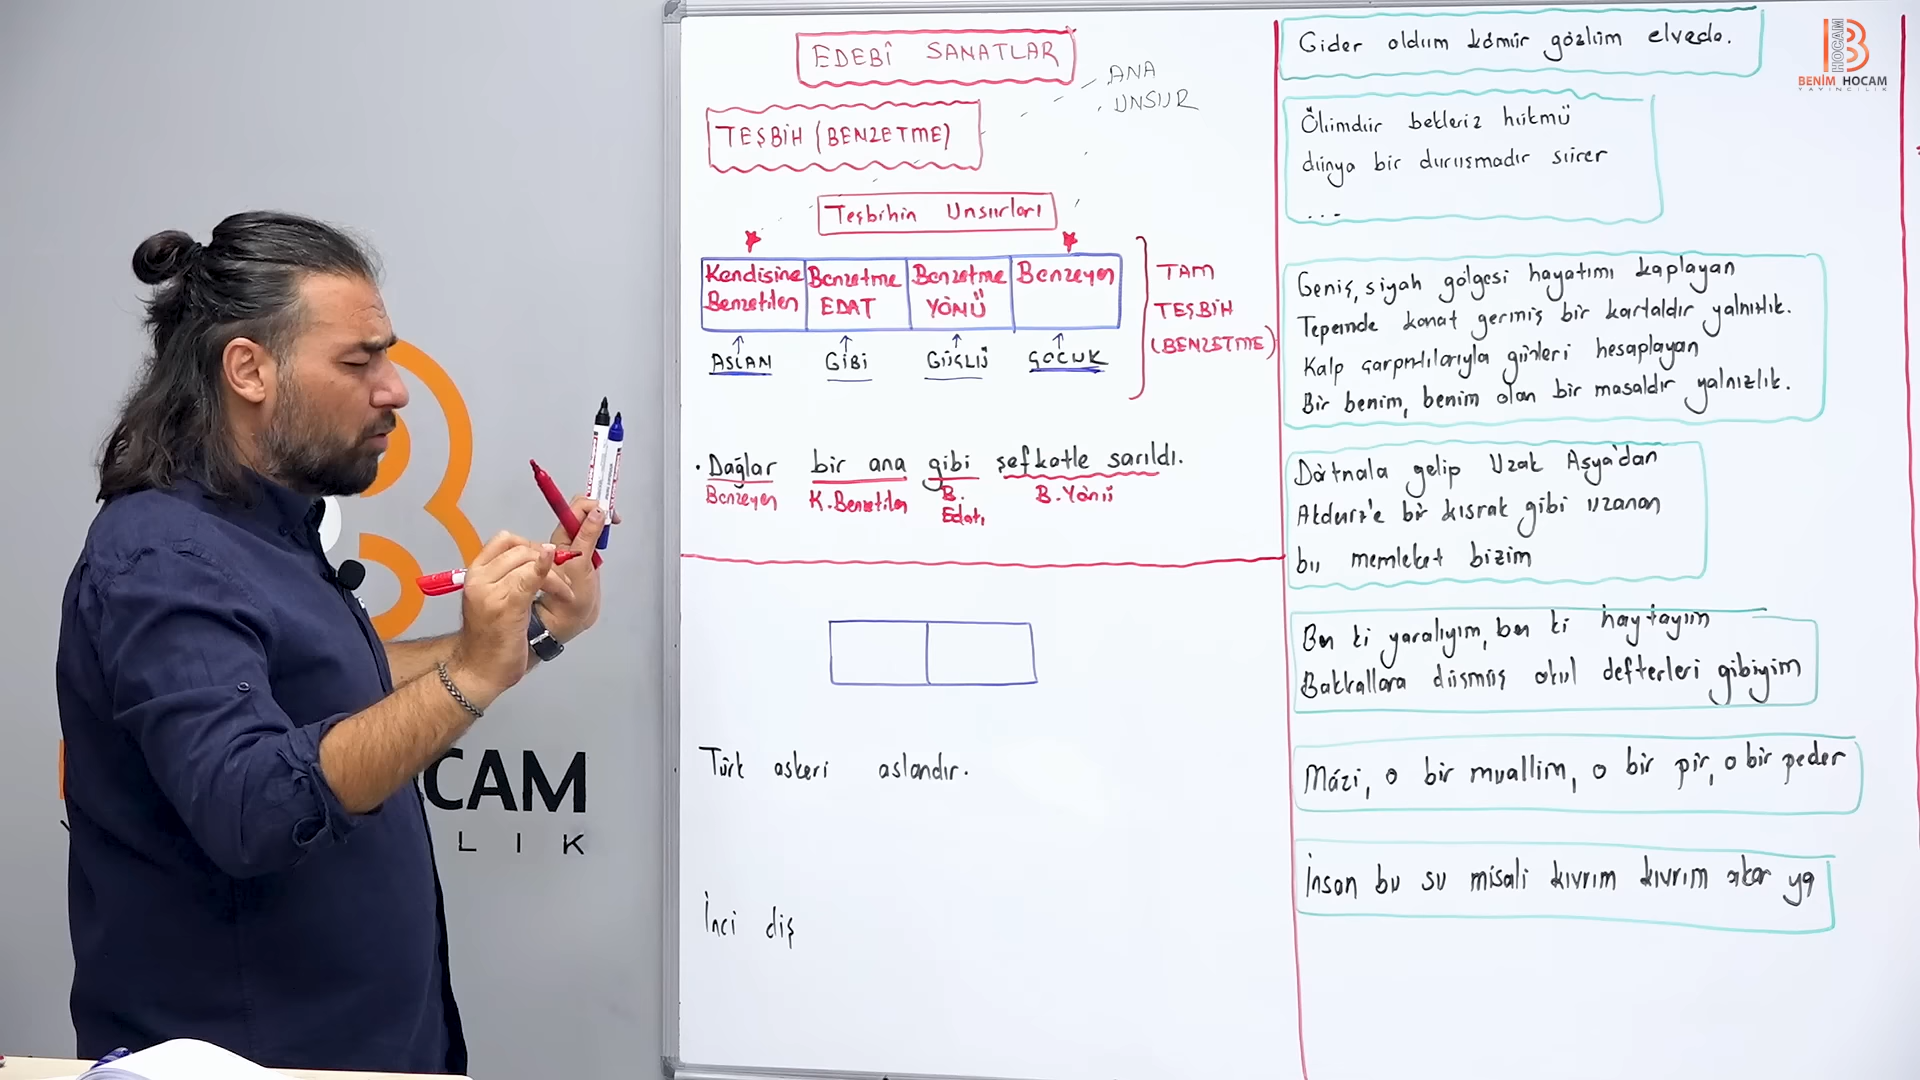 EDEBİ SANATLAR
ANA
UNSUR
TEŞBİH (BENZETME)
Teşbihin Unsurları
Kendisine Benzetilen
Benzetme EDAT
Benzetme YÖNÜ
Benzeyen
TAM
TEŞBİH
(BENZETME)
ASLAN
GİBİ
GÜÇLÜ
ÇOCUK
• Dağlar bir ana gibi şefkatle sarıldı.
Benzeyen
K. Benzetilen
B. Edatı
B. Yönü
Türk askeri aslandır.
İnci diş
Gider oldum kömür gözlüm elveda.
Ölümdür bekleriz hükmü
dünya bir duruşmadır sürer
...
Geniş, siyah gölgesi hayatımı kaplayan
Tepemde kanat germiş bir kartaldır yalnızlık.
Kalp çarpıntılarıyla günleri hesaplayan
Bir benim, benim olan bir masaldır yalnızlık.
Dörtnala gelip Uzak Asya'dan
Akdeniz'e bir kısrak gibi uzanan
bu memleket bizim
Ben ki yaralıyım, ben ki haytayım
Bakkallara düşmüş okul defterleri gibiyim
Mâzi, o bir muallim, o bir pir, o bir peder
İnsan bu su misali kıvrım kıvrım akar ya
BENİM HOCAM
YAYINCILIK
CAM
LIK